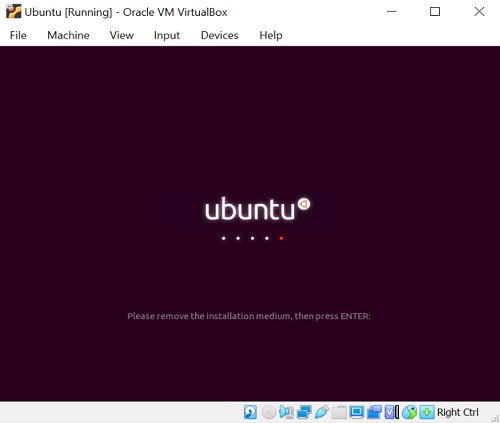 Ubuntu [Running] - Oracle VM VirtualBox
File Machine View Input Devices Help
ubuntu
Please remove the installation medium, then press ENTER:
Right Ctrl